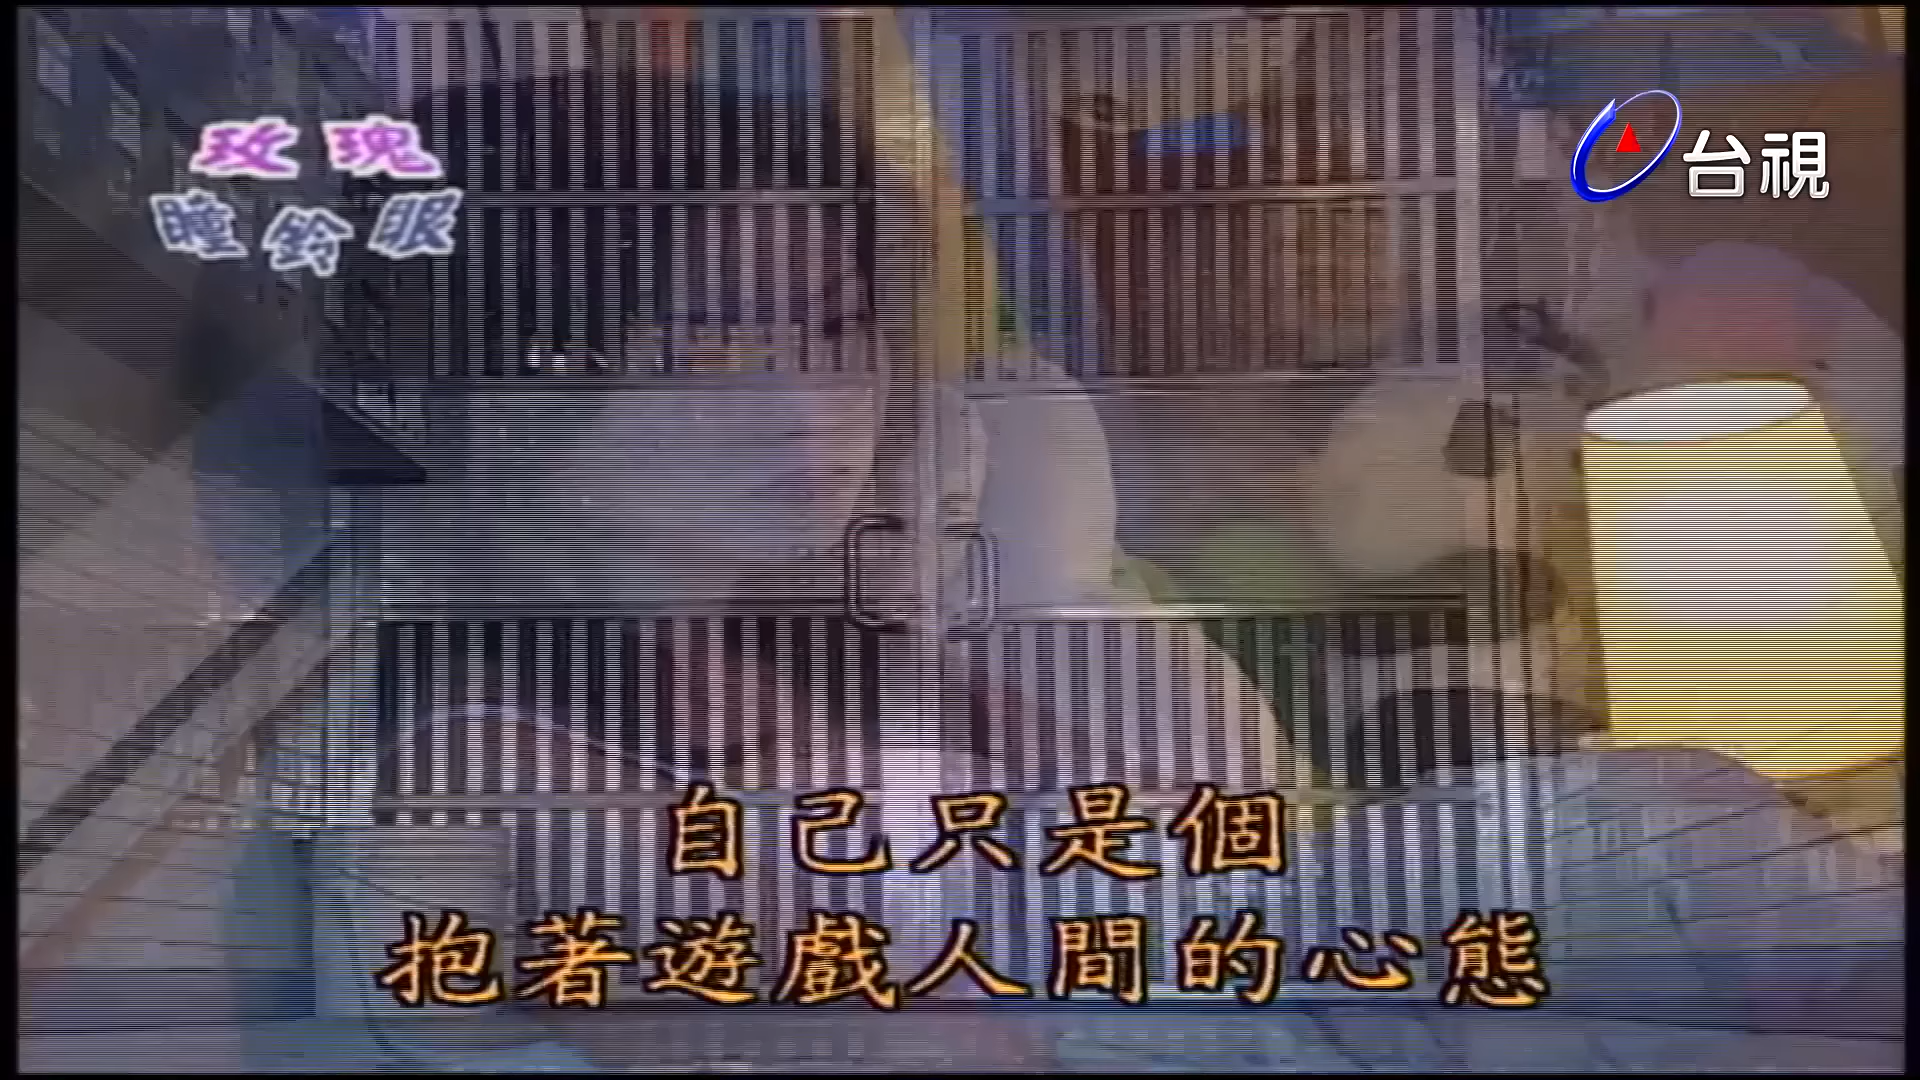 玫瑰
瞳鈴眼
台視
自己只是個
抱著遊戲人間的心態